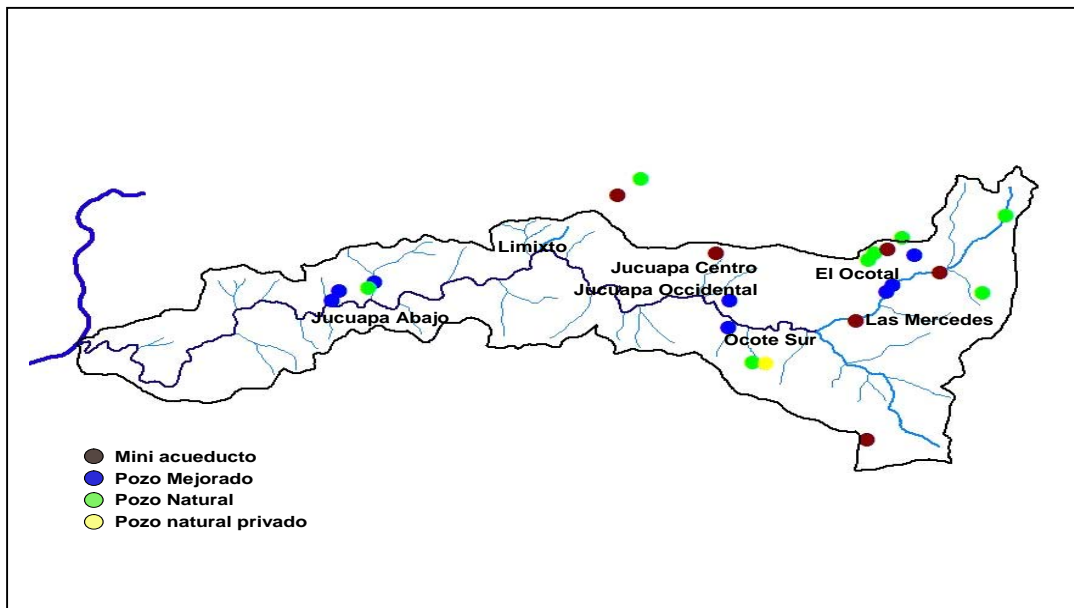 Limixto
Jucuapa Centro
El Ocotal
Jucuapa Occidental
Jucuapa Abajo
Las Mercedes
Ocote Sur
Mini acueducto
Pozo Mejorado
Pozo Natural
Pozo natural privado